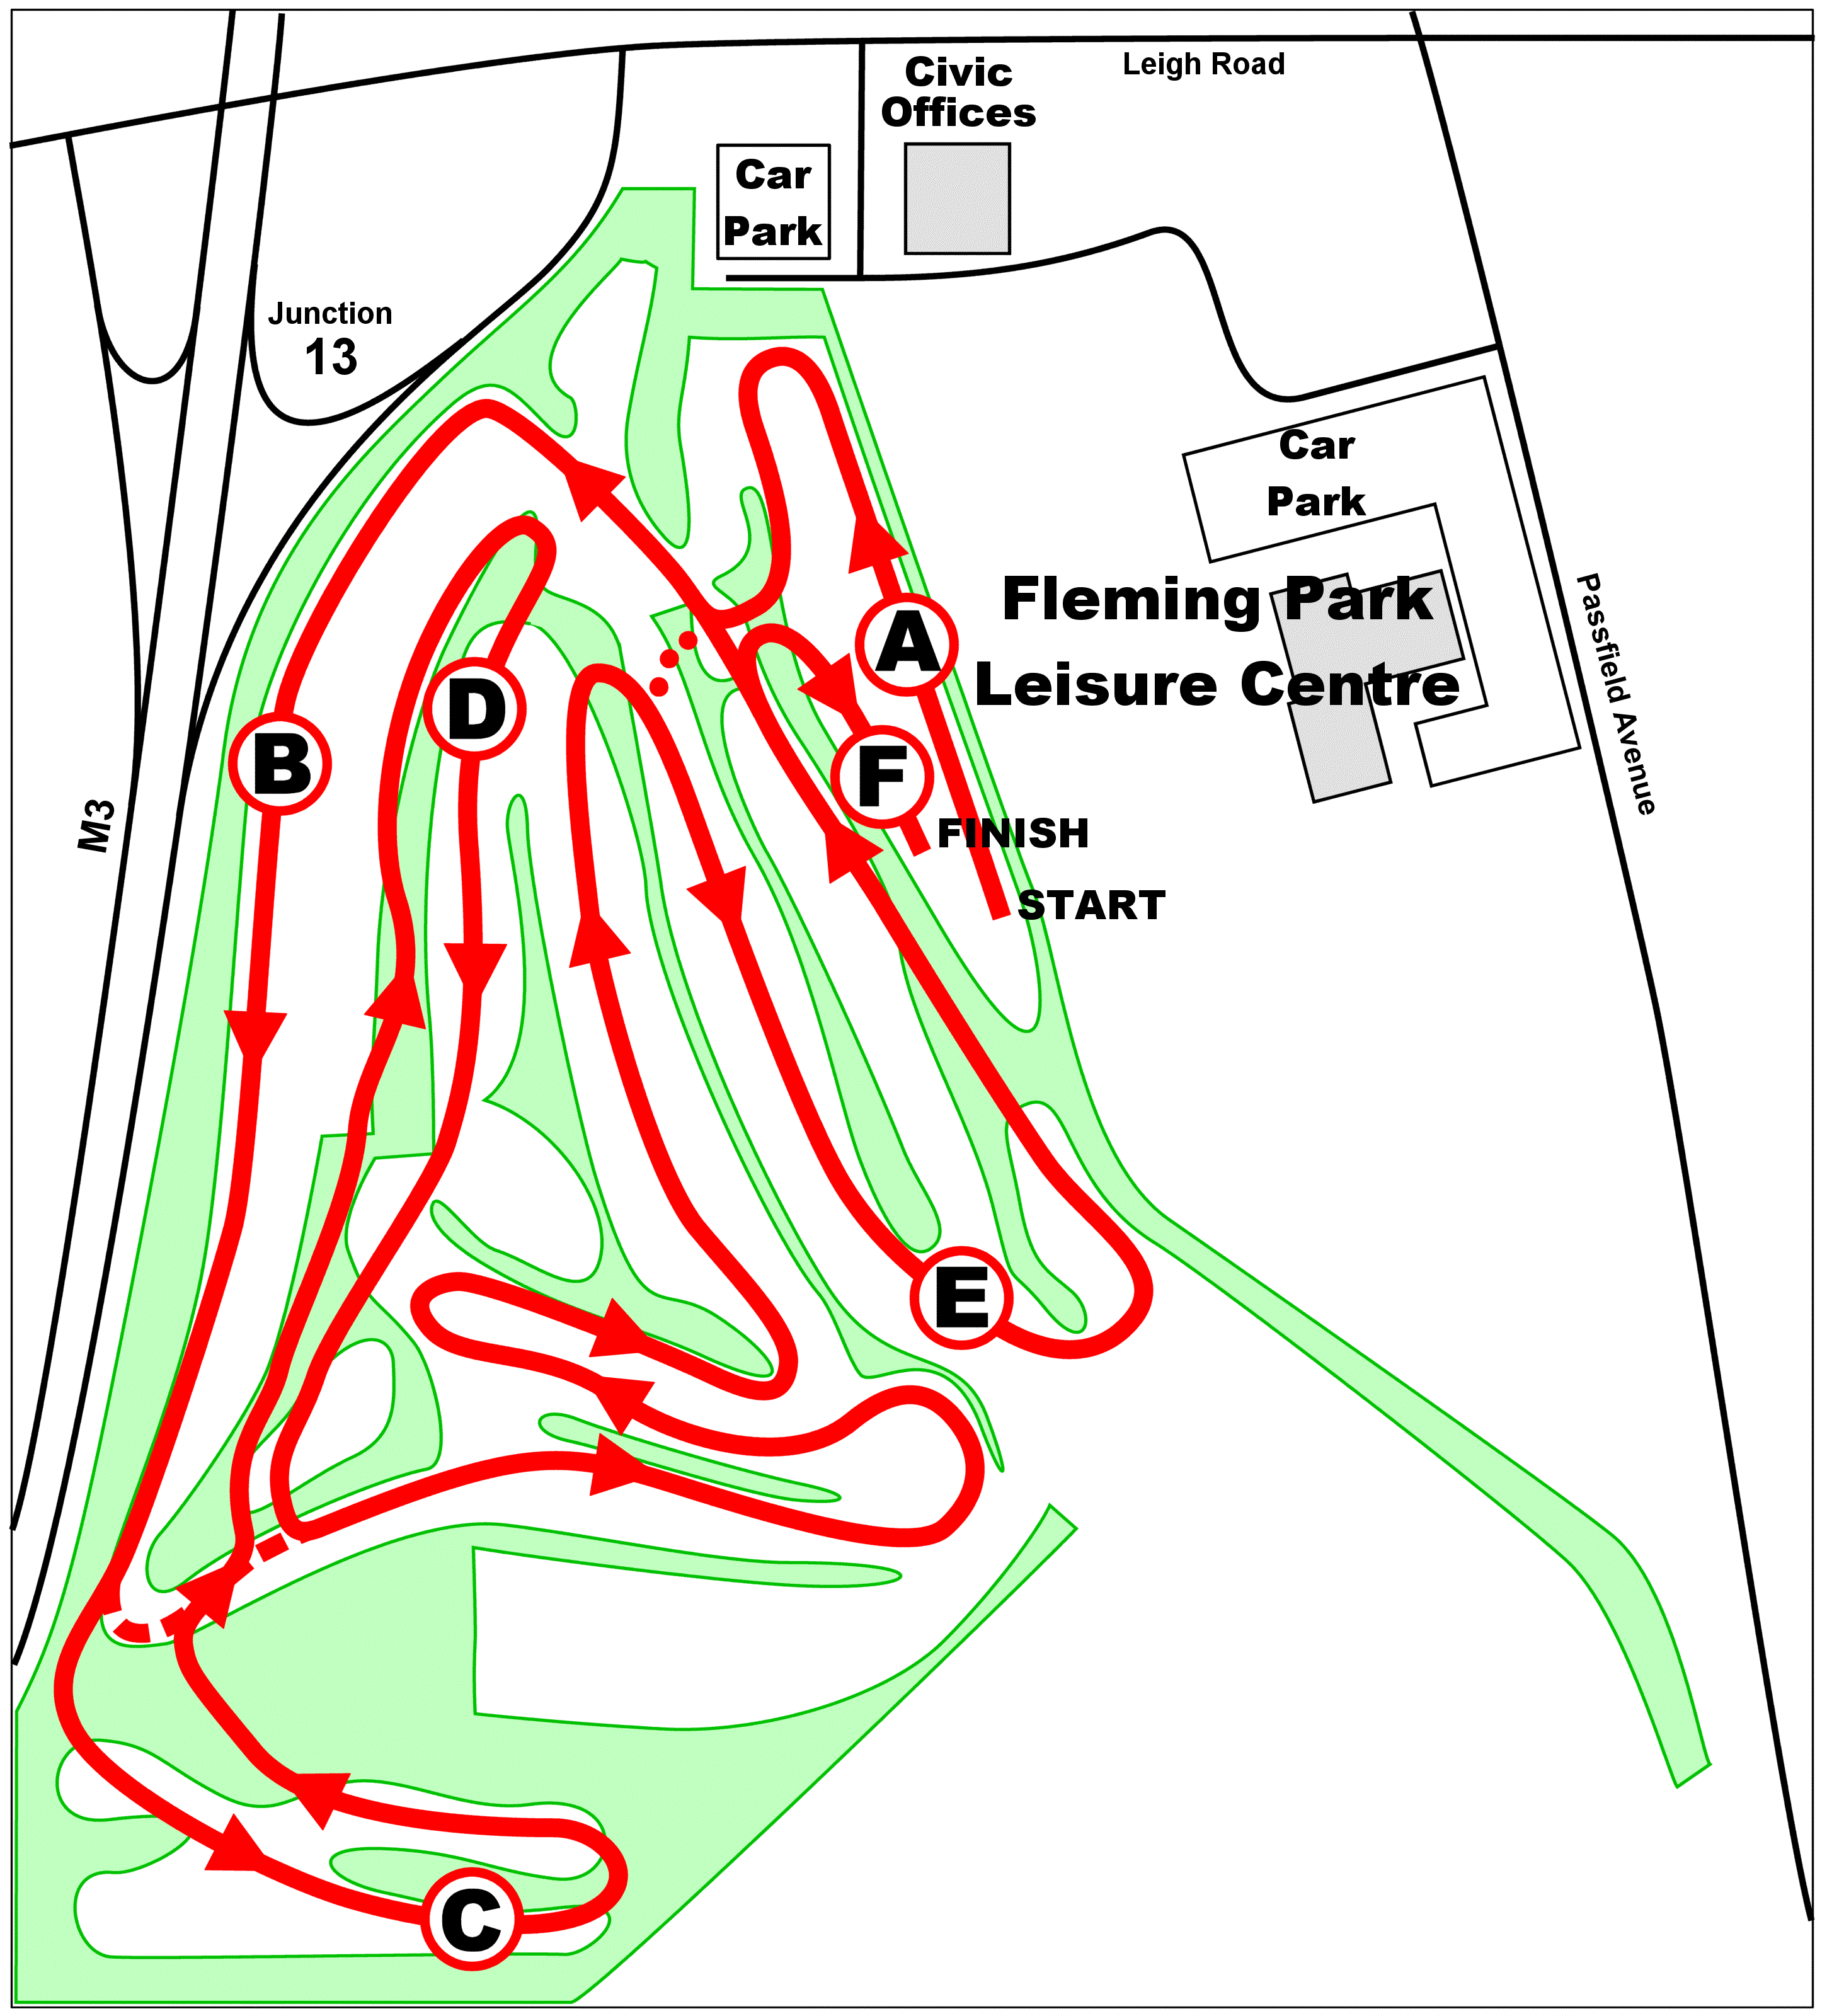 Leigh Road
Civic
Offices
Car
Park
Junction
13
Car
Park
Fleming Park
Leisure Centre
Passfield Avenue
M3
A
B
D
F
FINISH
START
E
C